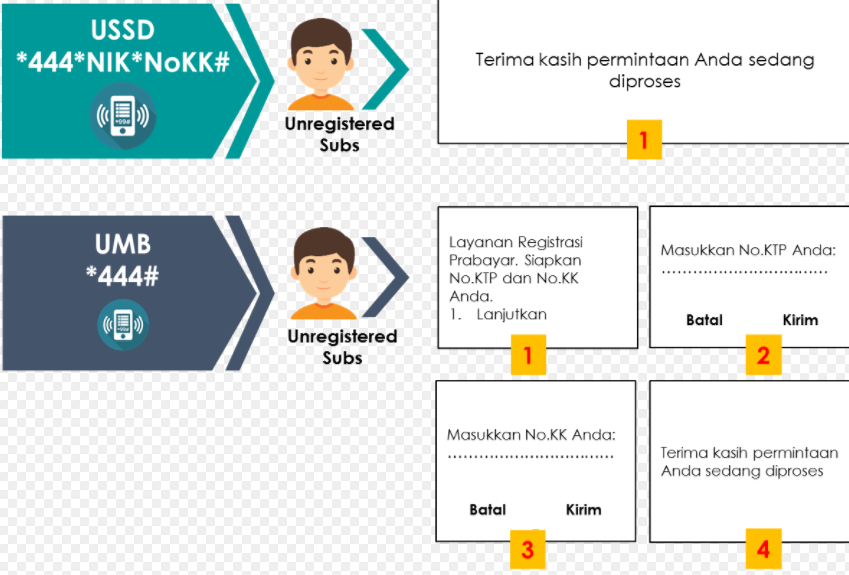 USSD
*444*NIK*NoKK#
*99#
Unregistered
Subs
Terima kasih permintaan Anda sedang
diproses
1
UMB
*444#
*99#
Unregistered
Subs
Layanan Registrasi
Prabayar. Siapkan
No.KTP dan No.KK
Anda.
1. Lanjutkan
1
Masukkan No.KTP Anda:
................................
Batal Kirim
2
Masukkan No.KK Anda:
................................
Batal Kirim
3
Terima kasih permintaan
Anda sedang diproses
4